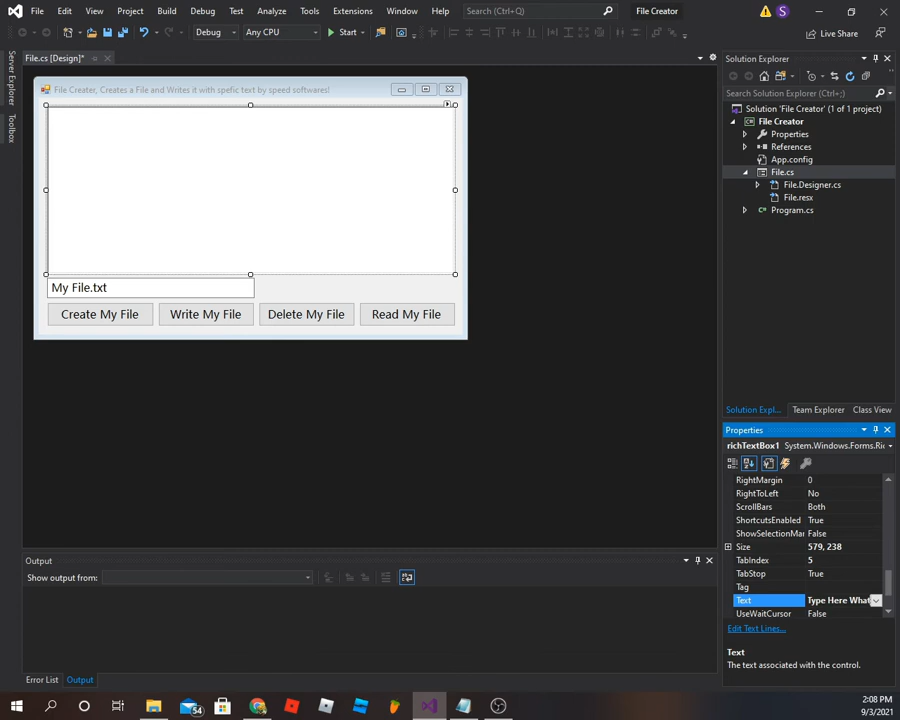 File Edit View Project Build Debug Test Analyze Tools Extensions Window Help Search (Ctrl+Q) File Creator S
Debug Any CPU Start Live Share
File.cs [Design]*
Server Explorer
Toolbox
File Creater, Creates a File and Writes it with spefic text by speed softwares!
My File.txt
Create My File Write My File Delete My File Read My File
Solution Explorer
Search Solution Explorer (Ctrl+;)
Solution 'File Creator' (1 of 1 project)
File Creator
Properties
References
App.config
File.cs
File.Designer.cs
File.resx
Program.cs
Solution Expl... Team Explorer Class View
Properties
richTextBox1 System.Windows.Forms.Ric
RightMargin 0
RightToLeft No
ScrollBars Both
ShortcutsEnabled True
ShowSelectionMar False
Size 579, 238
TabIndex 5
TabStop True
Tag
Text Type Here What
UseWaitCursor False
Edit Text Lines...
Text
The text associated with the control.
Output
Show output from:
Error List Output
54
2:08 PM
9/3/2021